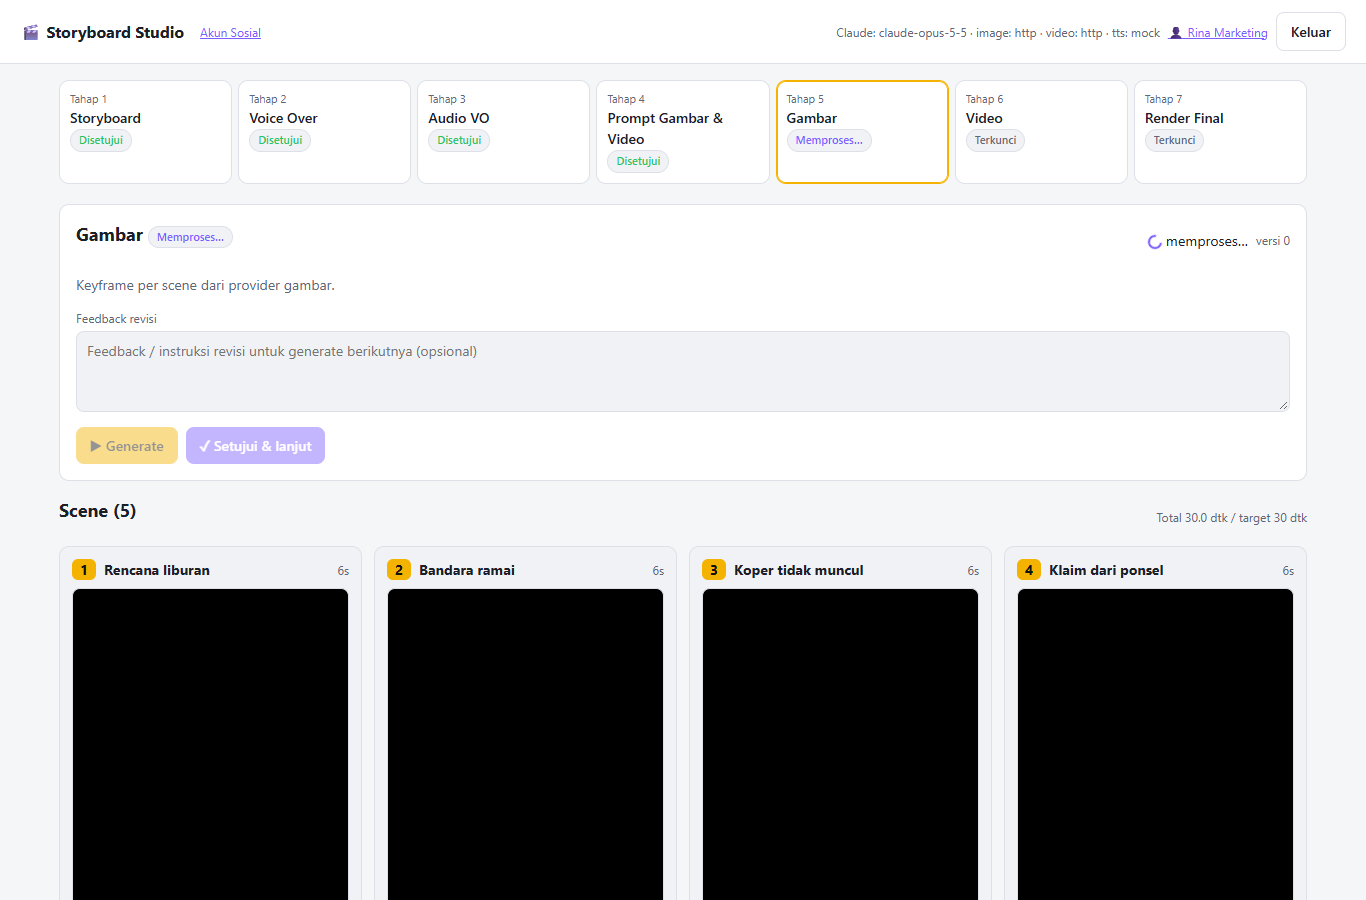 Storyboard Studio
Akun Sosial
Claude: claude-opus-5-5 · image: http · video: http · tts: mock
Rina Marketing
Keluar
Tahap 1
Storyboard
Disetujui
Tahap 2
Voice Over
Disetujui
Tahap 3
Audio VO
Disetujui
Tahap 4
Prompt Gambar &
Video
Disetujui
Tahap 5
Gambar
Memproses...
Tahap 6
Video
Terkunci
Tahap 7
Render Final
Terkunci
Gambar
Memproses...
memproses...
versi 0
Keyframe per scene dari provider gambar.
Feedback revisi
Feedback / instruksi revisi untuk generate berikutnya (opsional)
▶ Generate
✓ Setujui & lanjut
Scene (5)
Total 30.0 dtk / target 30 dtk
1 Rencana liburan 6s
2 Bandara ramai 6s
3 Koper tidak muncul 6s
4 Klaim dari ponsel 6s